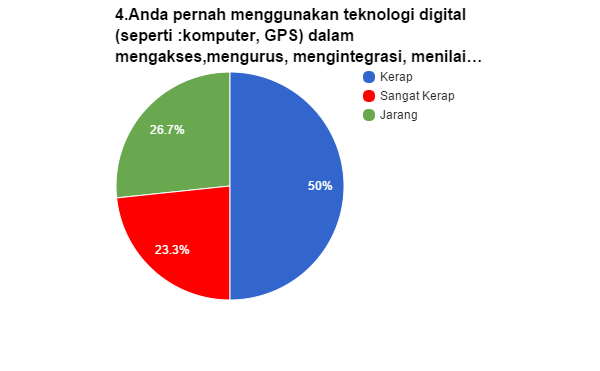 4.Anda pernah menggunakan teknologi digital
(seperti :komputer, GPS) dalam
mengakses,mengurus, mengintegrasi, menilai…
Kerap
Sangat Kerap
Jarang
26.7%
50%
23.3%